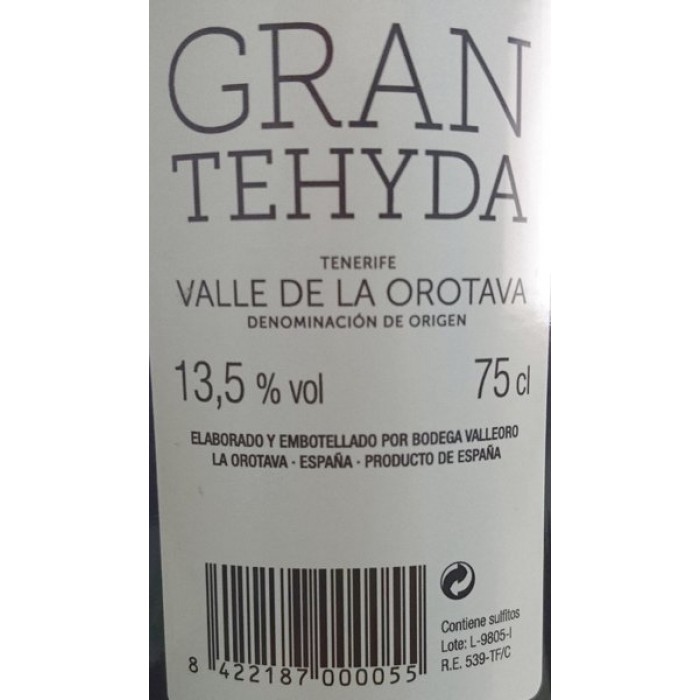 GRAN
TEHYDA
TENERIFE
VALLE DE LA OROTAVA
DENOMINACIÓN DE ORIGEN
13,5 % vol 75 cl
ELABORADO Y EMBOTELLADO POR BODEGA VALLEORO
LA OROTAVA · ESPAÑA · PRODUCTO DE ESPAÑA
Contiene sulfitos
Lote: L-9805-I
R.E. 539-TF/C
8 422187 000055